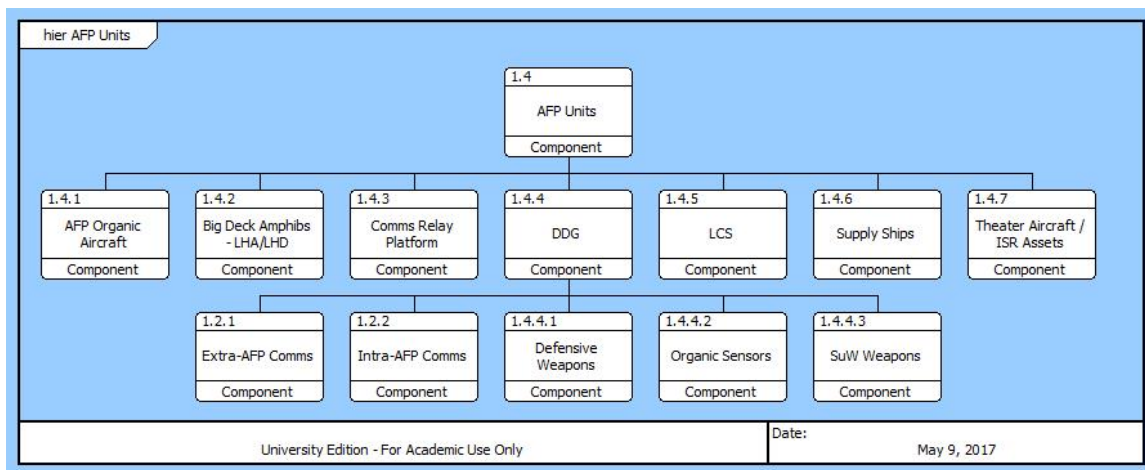 hier AFP Units
1.4
AFP Units
Component
1.4.1
AFP Organic
Aircraft
Component
1.4.2
Big Deck Amphibs
- LHA/LHD
Component
1.4.3
Comms Relay
Platform
Component
1.4.4
DDG
Component
1.4.5
LCS
Component
1.4.6
Supply Ships
Component
1.4.7
Theater Aircraft /
ISR Assets
Component
1.2.1
Extra-AFP Comms
Component
1.2.2
Intra-AFP Comms
Component
1.4.4.1
Defensive
Weapons
Component
1.4.4.2
Organic Sensors
Component
1.4.4.3
SuW Weapons
Component
University Edition - For Academic Use Only
Date:
May 9, 2017